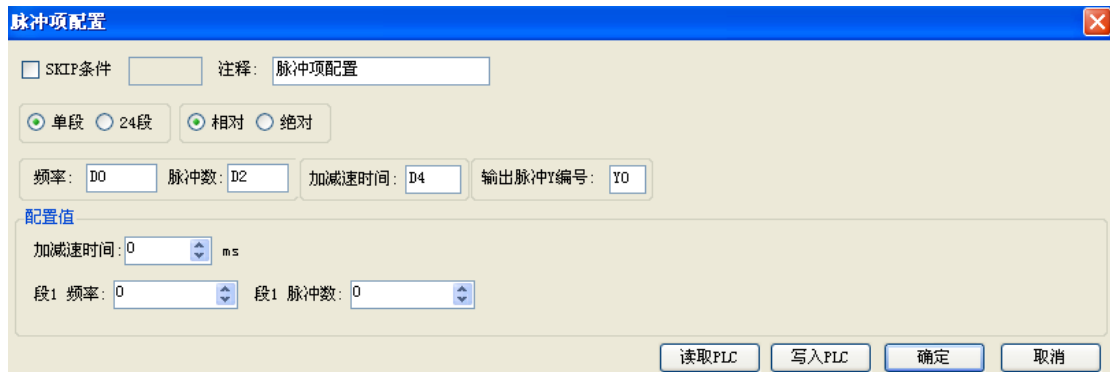 脉冲项配置
SKIP条件 注释: 脉冲项配置
单段 24段 相对 绝对
频率: D0 脉冲数: D2 加减速时间: D4 输出脉冲Y编号: Y0
配置值
加减速时间: 0 ms
段1 频率: 0 段1 脉冲数: 0
读取PLC 写入PLC 确定 取消